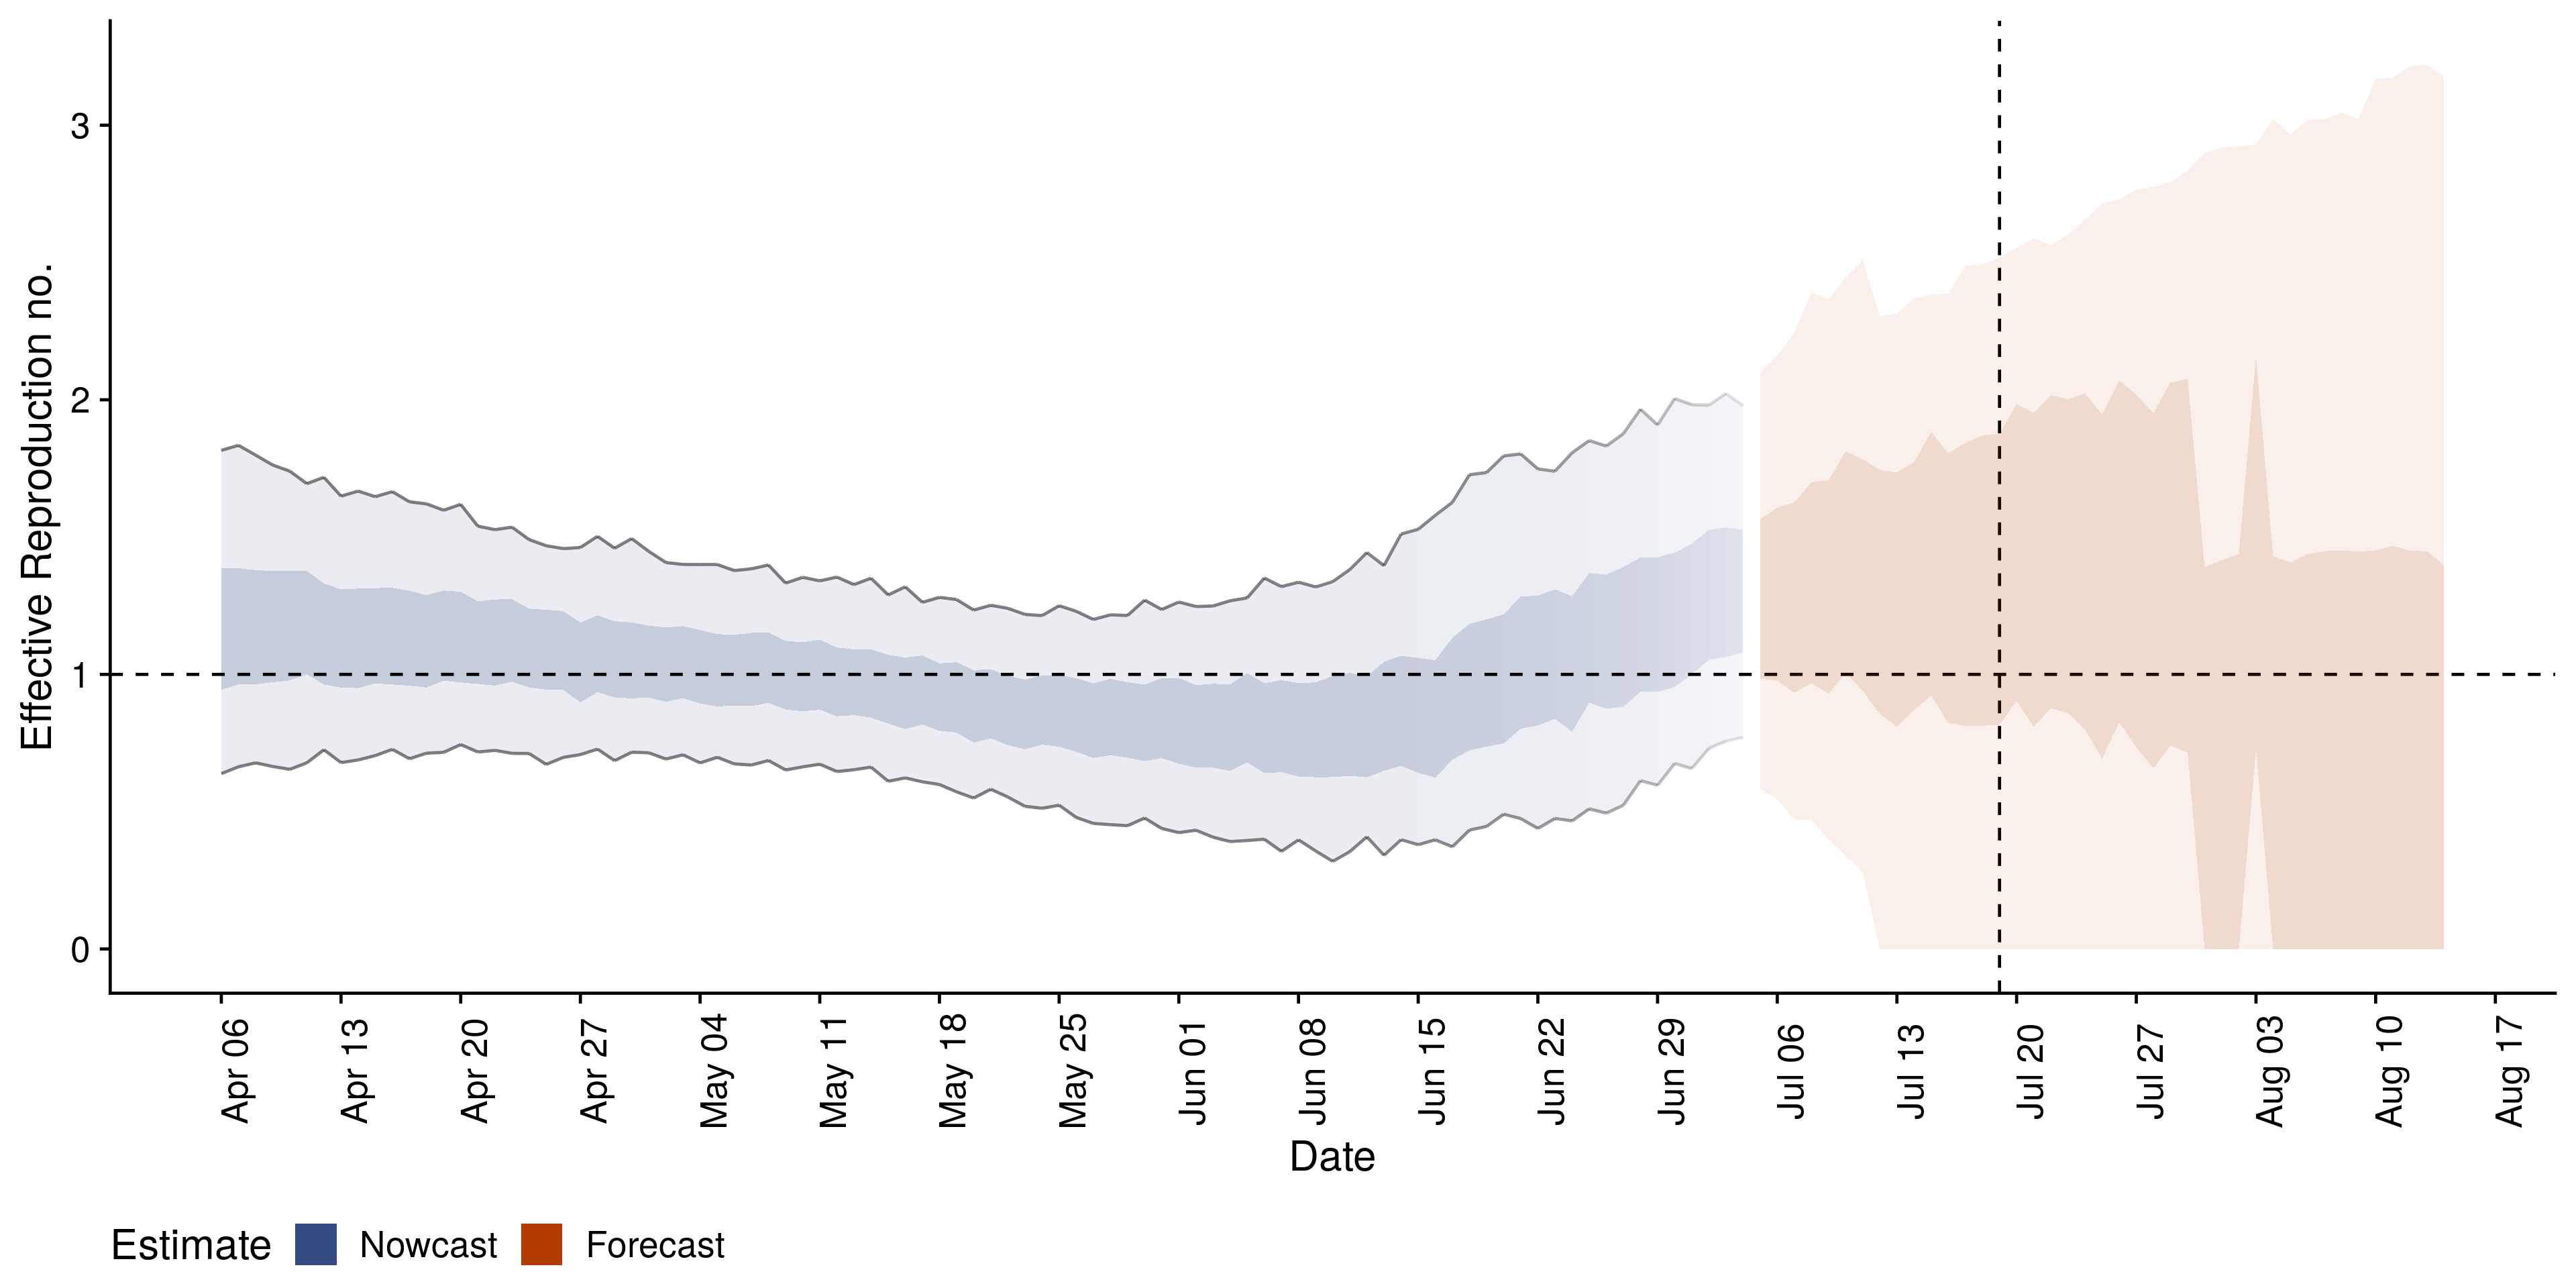 Effective Reproduction no.
3
2
1
0
Apr 06
Apr 13
Apr 20
Apr 27
May 04
May 11
May 18
May 25
Jun 01
Jun 08
Jun 15
Jun 22
Jun 29
Jul 06
Jul 13
Jul 20
Jul 27
Aug 03
Aug 10
Aug 17
Date
Estimate Nowcast Forecast